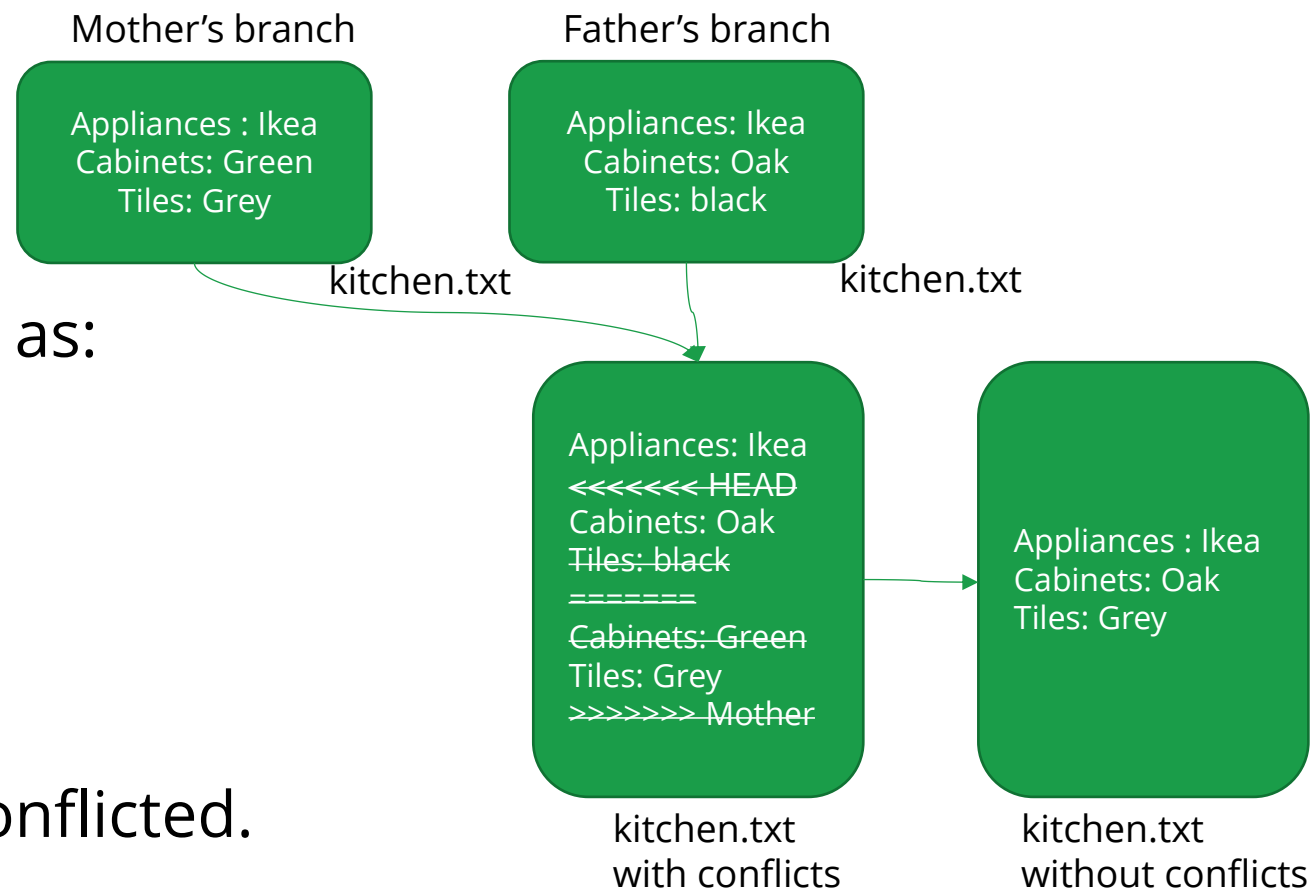 Mother’s branch
Father’s branch
Appliances : Ikea
Cabinets: Green
Tiles: Grey
Appliances: Ikea
Cabinets: Oak
Tiles: black
kitchen.txt
kitchen.txt
as:
Appliances: Ikea
<<<<<<< HEAD
Cabinets: Oak
Tiles: black
=======
Cabinets: Green
Tiles: Grey
>>>>>>> Mother
Appliances : Ikea
Cabinets: Oak
Tiles: Grey
onflicted.
kitchen.txt
with conflicts
kitchen.txt
without conflicts